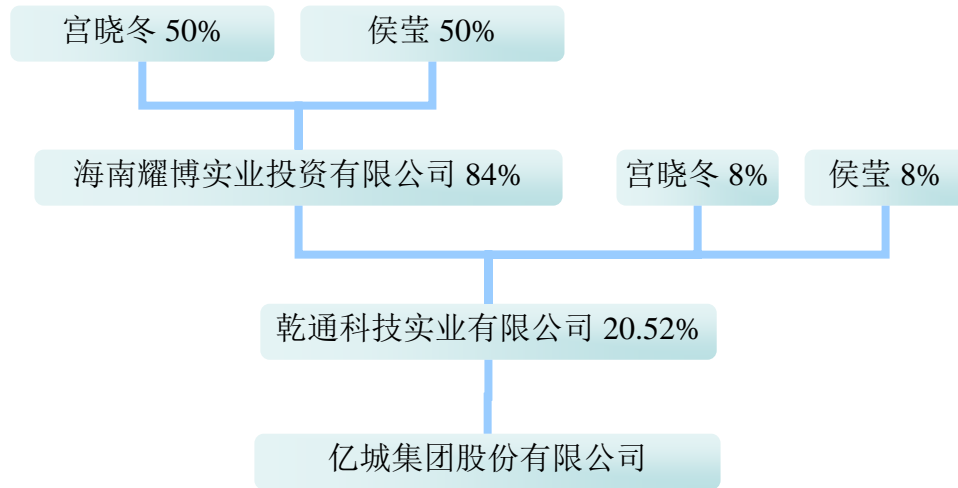 宫晓冬 50%
侯莹 50%
海南耀博实业投资有限公司 84%
宫晓冬 8%
侯莹 8%
乾通科技实业有限公司 20.52%
亿城集团股份有限公司